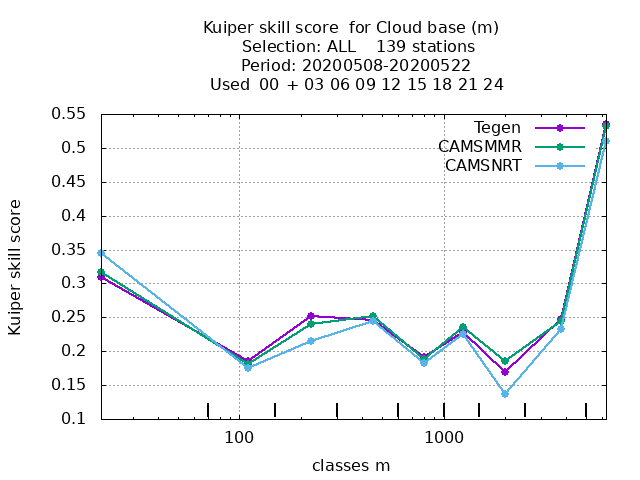 Kuiper skill score  for Cloud base (m)
Selection: ALL    139 stations
Period: 20200508-20200522
Used  00 + 03 06 09 12 15 18 21 24
Tegen
CAMSMMR
CAMSNRT
0.55
0.5
0.45
0.4
0.35
0.3
0.25
0.2
0.15
0.1
Kuiper skill score
100
1000
classes m